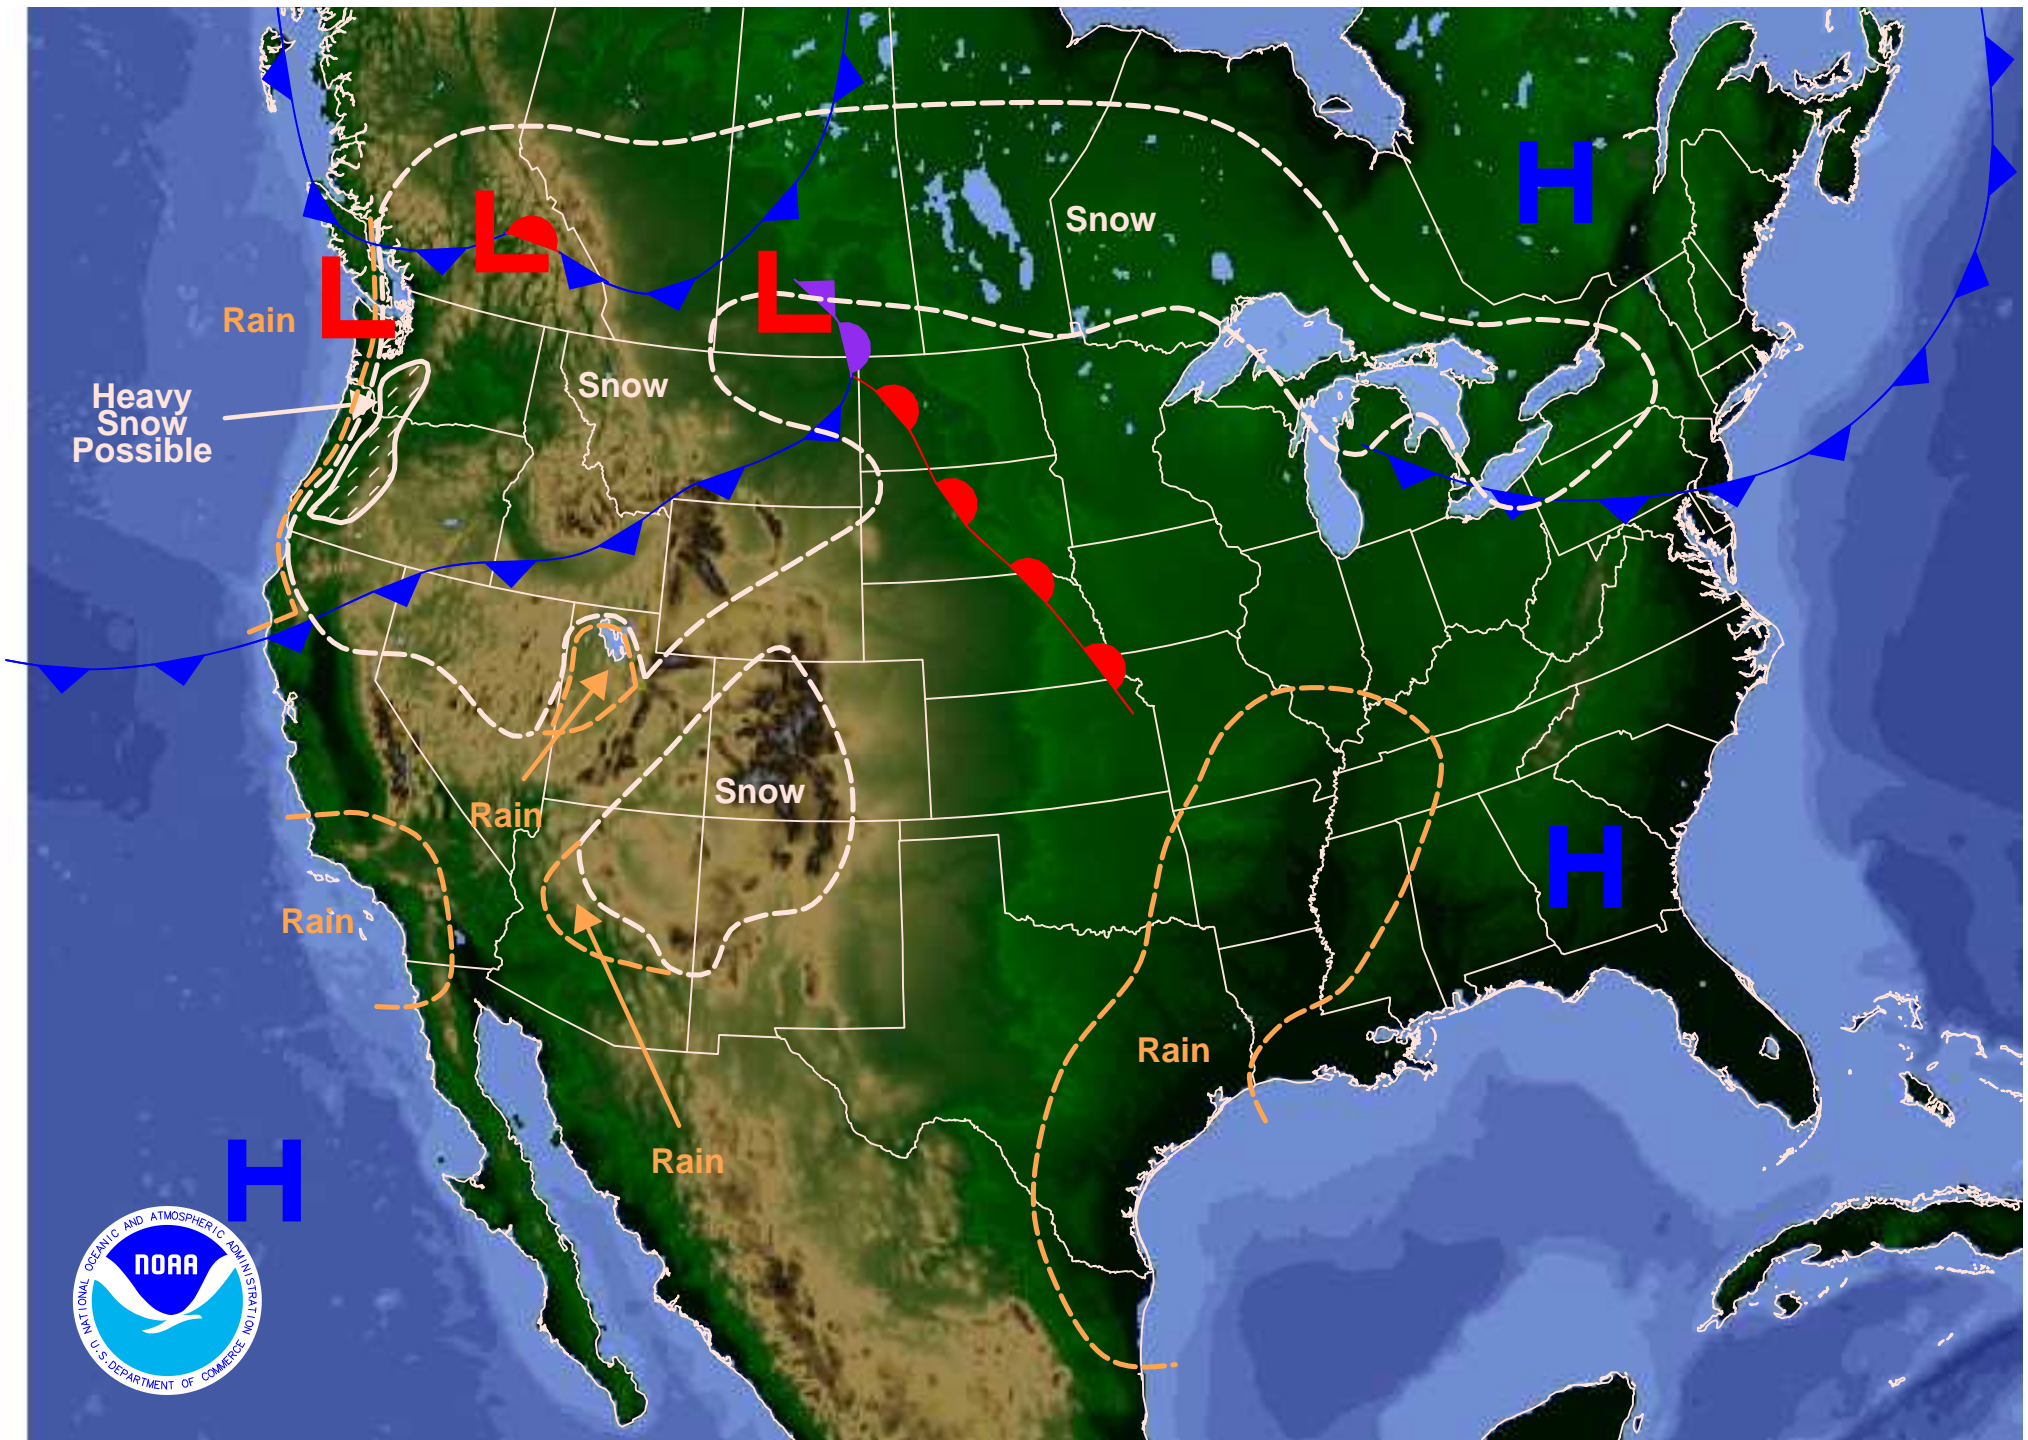 H
Snow
L
L
L
Rain
Snow
Heavy
Snow
Possible
Snow
Rain
H
Rain
Rain
H
Rain
NATIONAL OCEANIC AND ATMOSPHERIC ADMINISTRATION
NOAA
U.S. DEPARTMENT OF COMMERCE